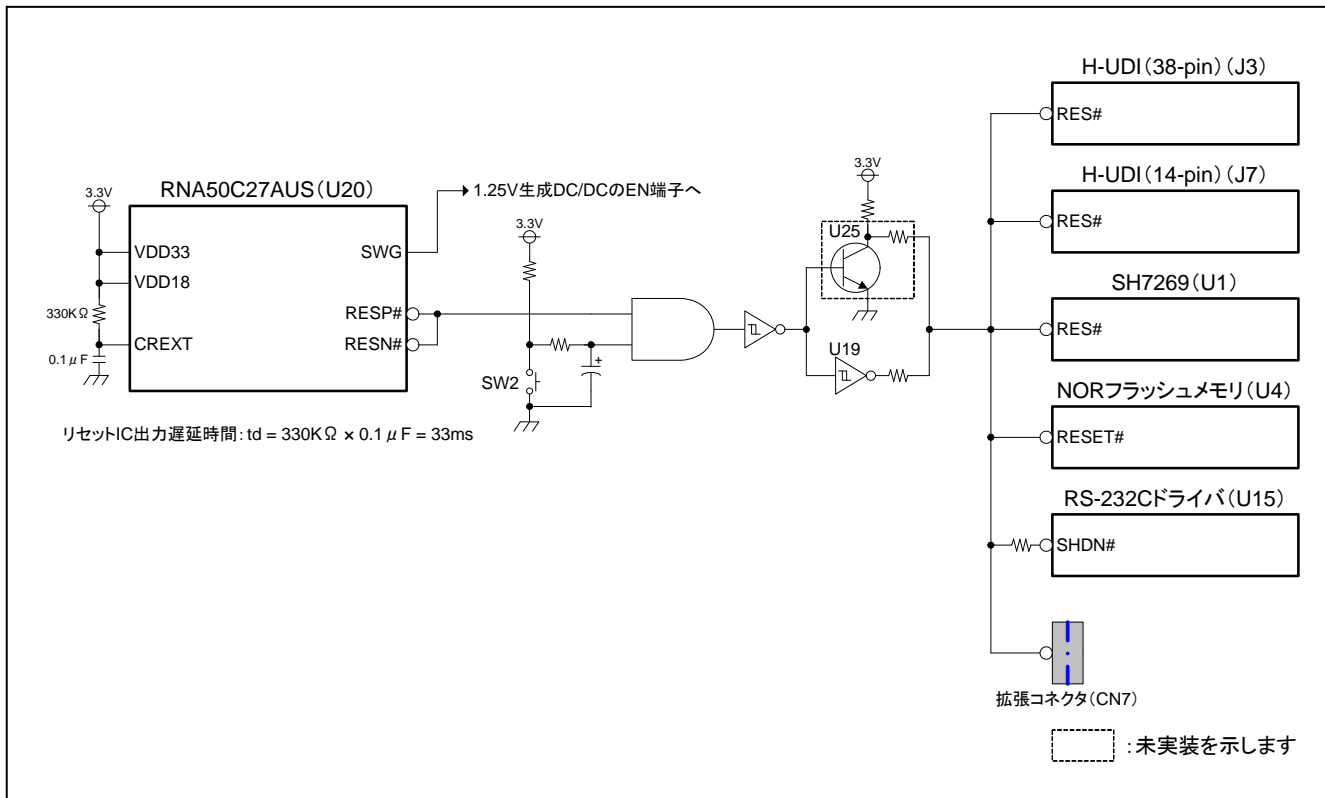 H-UDI(38-pin)(J3)
RES#
H-UDI(14-pin)(J7)
RES#
SH7269(U1)
RES#
NORフラッシュメモリ(U4)
RESET#
RS-232Cドライバ(U15)
SHDN#
拡張コネクタ(CN7)
:未実装を示します
3.3V
U25
U19
RNA50C27AUS(U20)
3.3V
VDD33
VDD18
330KΩ
CREXT
0.1μF
SWG
RESP#
RESN#
1.25V生成DC/DCのEN端子へ
3.3V
+
SW2
リセットIC出力遅延時間:td = 330KΩ × 0.1μF = 33ms